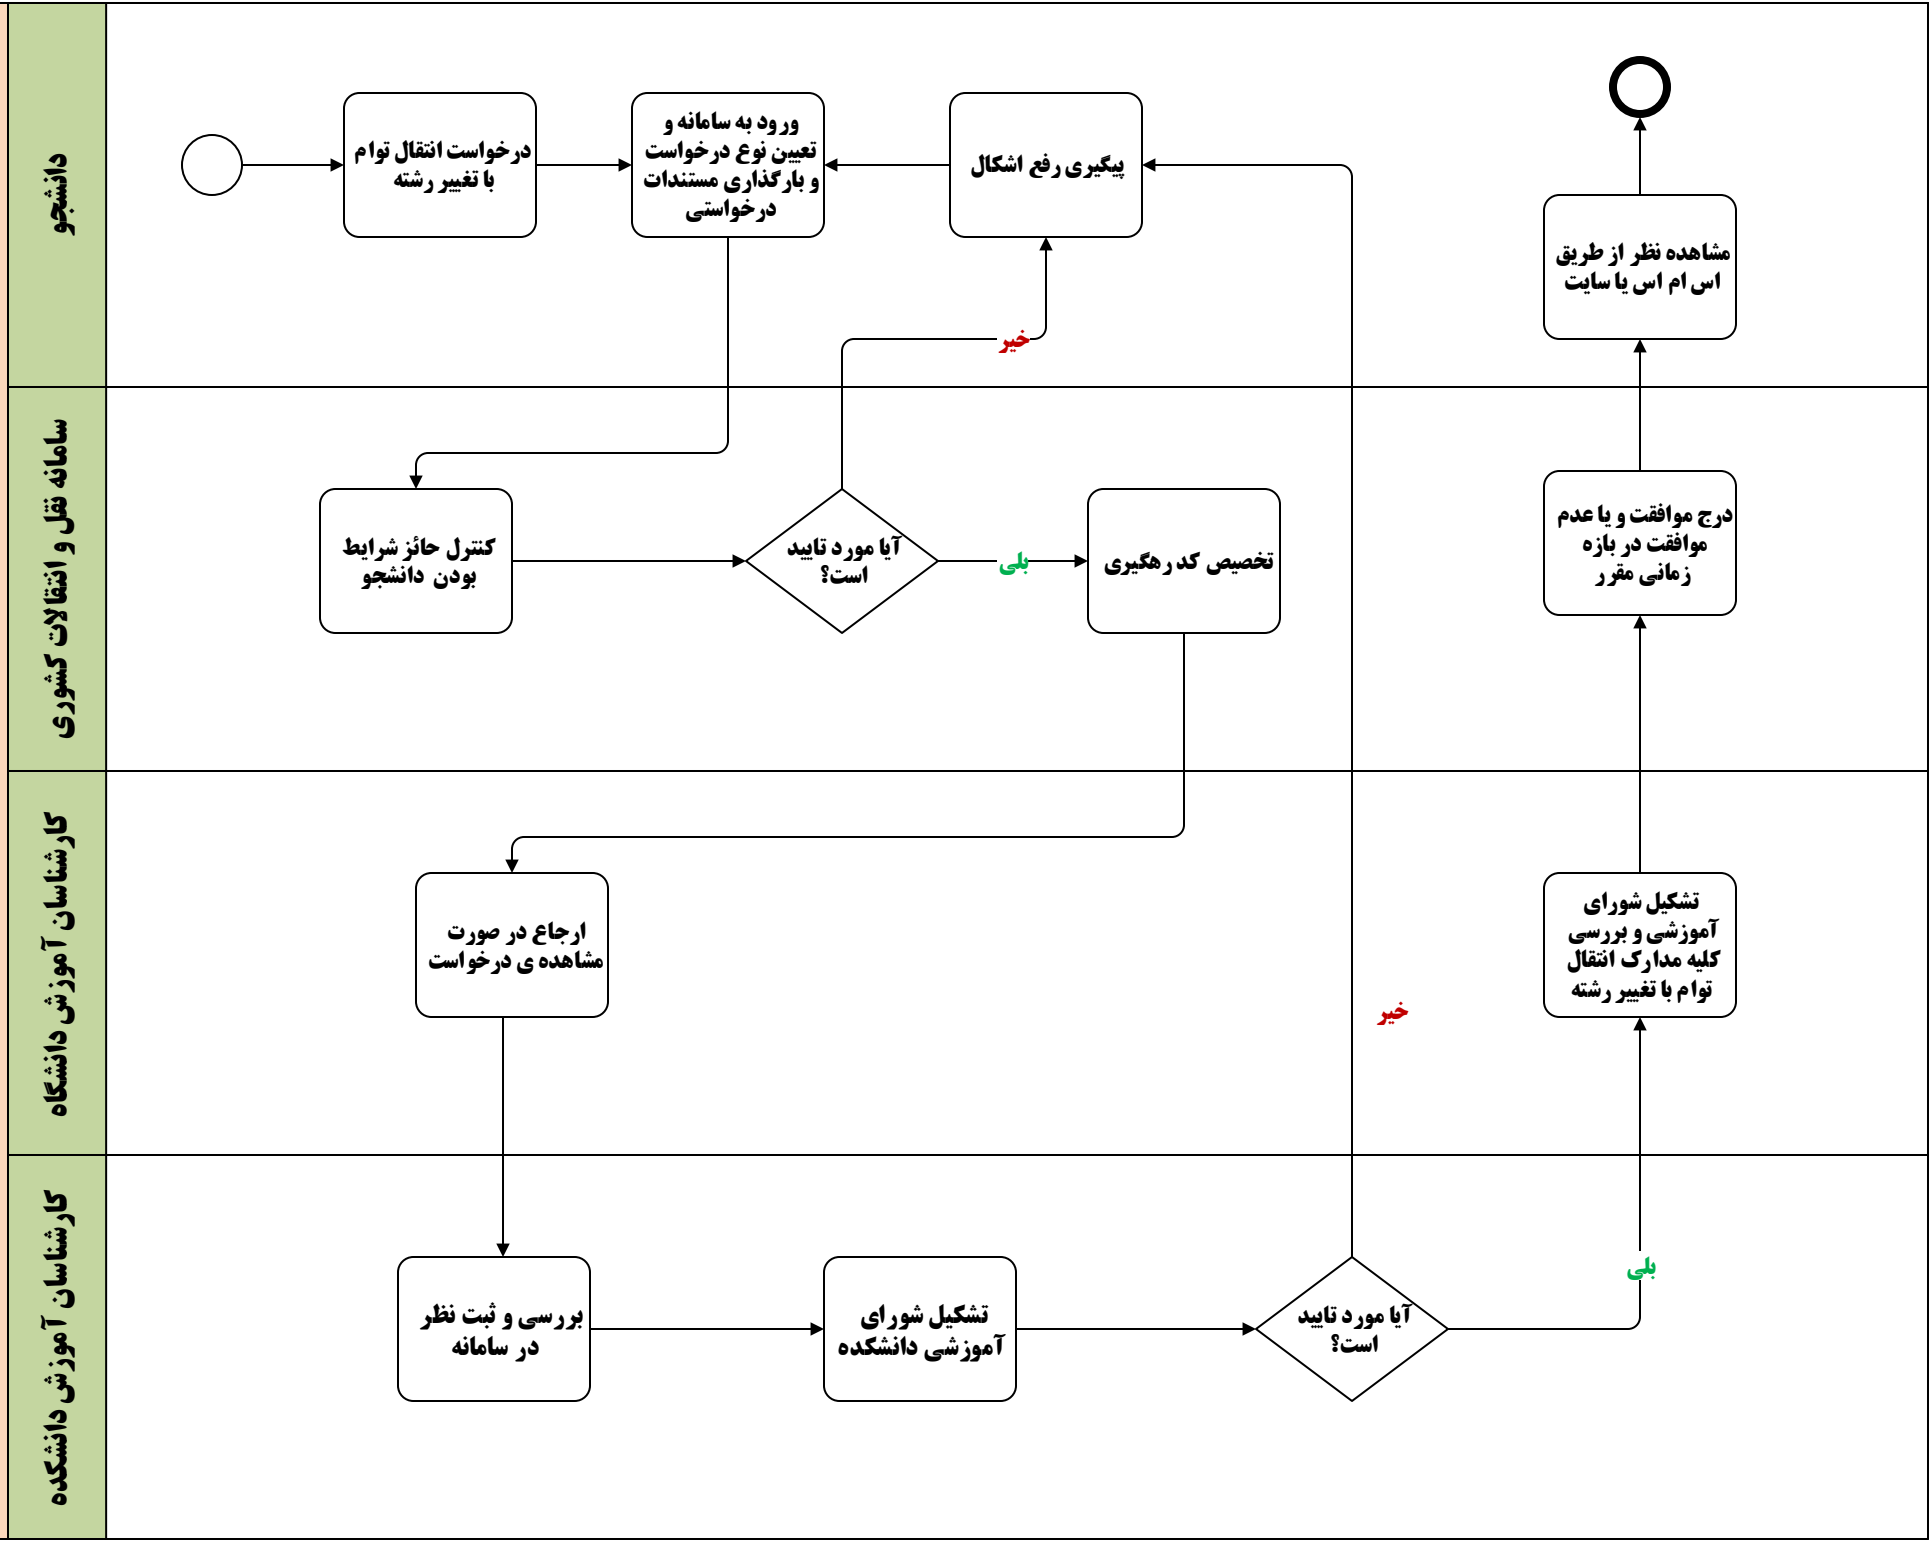 دانشجو
درخواست انتقال توام
با تغییر رشته
ورود به سامانه و
تعیین نوع درخواست
و بارگذاری مستندات
درخواستی
پیگیری رفع اشکال
مشاهده نظر از طریق
اس ام اس یا سایت
خیر
سامانه نقل و انتقالات کشوری
کنترل حائز شرایط
بودن دانشجو
آیا مورد تایید
است؟
بلی
تخصیص کد رهگیری
درج موافقت و یا عدم
موافقت در بازه
زمانی مقرر
کارشناسان آموزش دانشگاه
ارجاع در صورت
مشاهده ی درخواست
خیر
تشکیل شورای
آموزشی و بررسی
کلیه مدارک انتقال
توام با تغییر رشته
کارشناسان آموزش دانشکده
بررسی و ثبت نظر
در سامانه
تشکیل شورای
آموزشی دانشکده
آیا مورد تایید
است؟
بلی